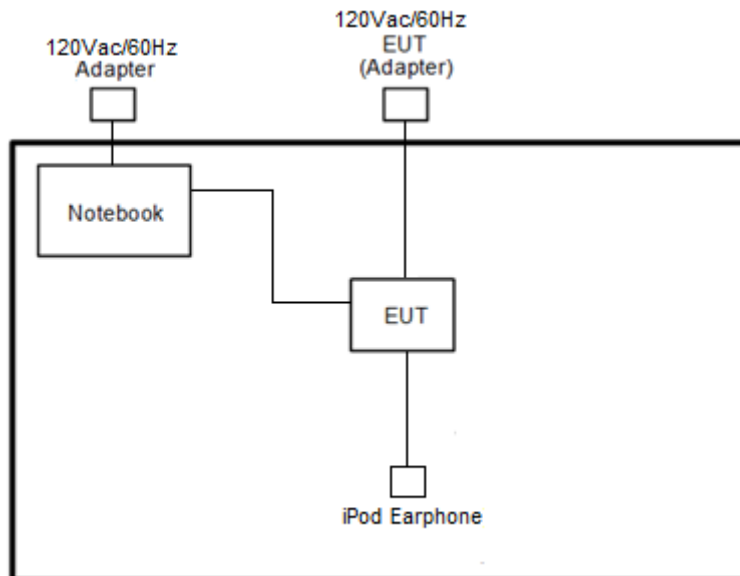 120Vac/60Hz
Adapter
120Vac/60Hz
EUT
(Adapter)
Notebook
EUT
iPod Earphone